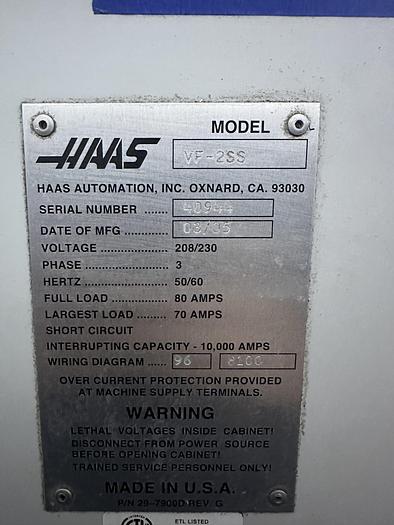 MODEL
HAAS VF-2SS
HAAS AUTOMATION, INC. OXNARD, CA. 93030
SERIAL NUMBER ....... 40944
DATE OF MFG ........... 03/05
VOLTAGE .................... 208/230
PHASE ......................... 3
HERTZ ......................... 50/60
FULL LOAD ................. 80 AMPS
LARGEST LOAD ......... 70 AMPS
SHORT CIRCUIT
INTERRUPTING CAPACITY - 10,000 AMPS
WIRING DIAGRAM ...... 96 8100
OVER CURRENT PROTECTION PROVIDED
AT MACHINE SUPPLY TERMINALS.
WARNING
LETHAL VOLTAGES INSIDE CABINET!
DISCONNECT FROM POWER SOURCE
BEFORE OPENING CABINET!
TRAINED SERVICE PERSONNEL ONLY!
MADE IN U.S.A.
P/N 29-7900D REV. G
ETL LISTED